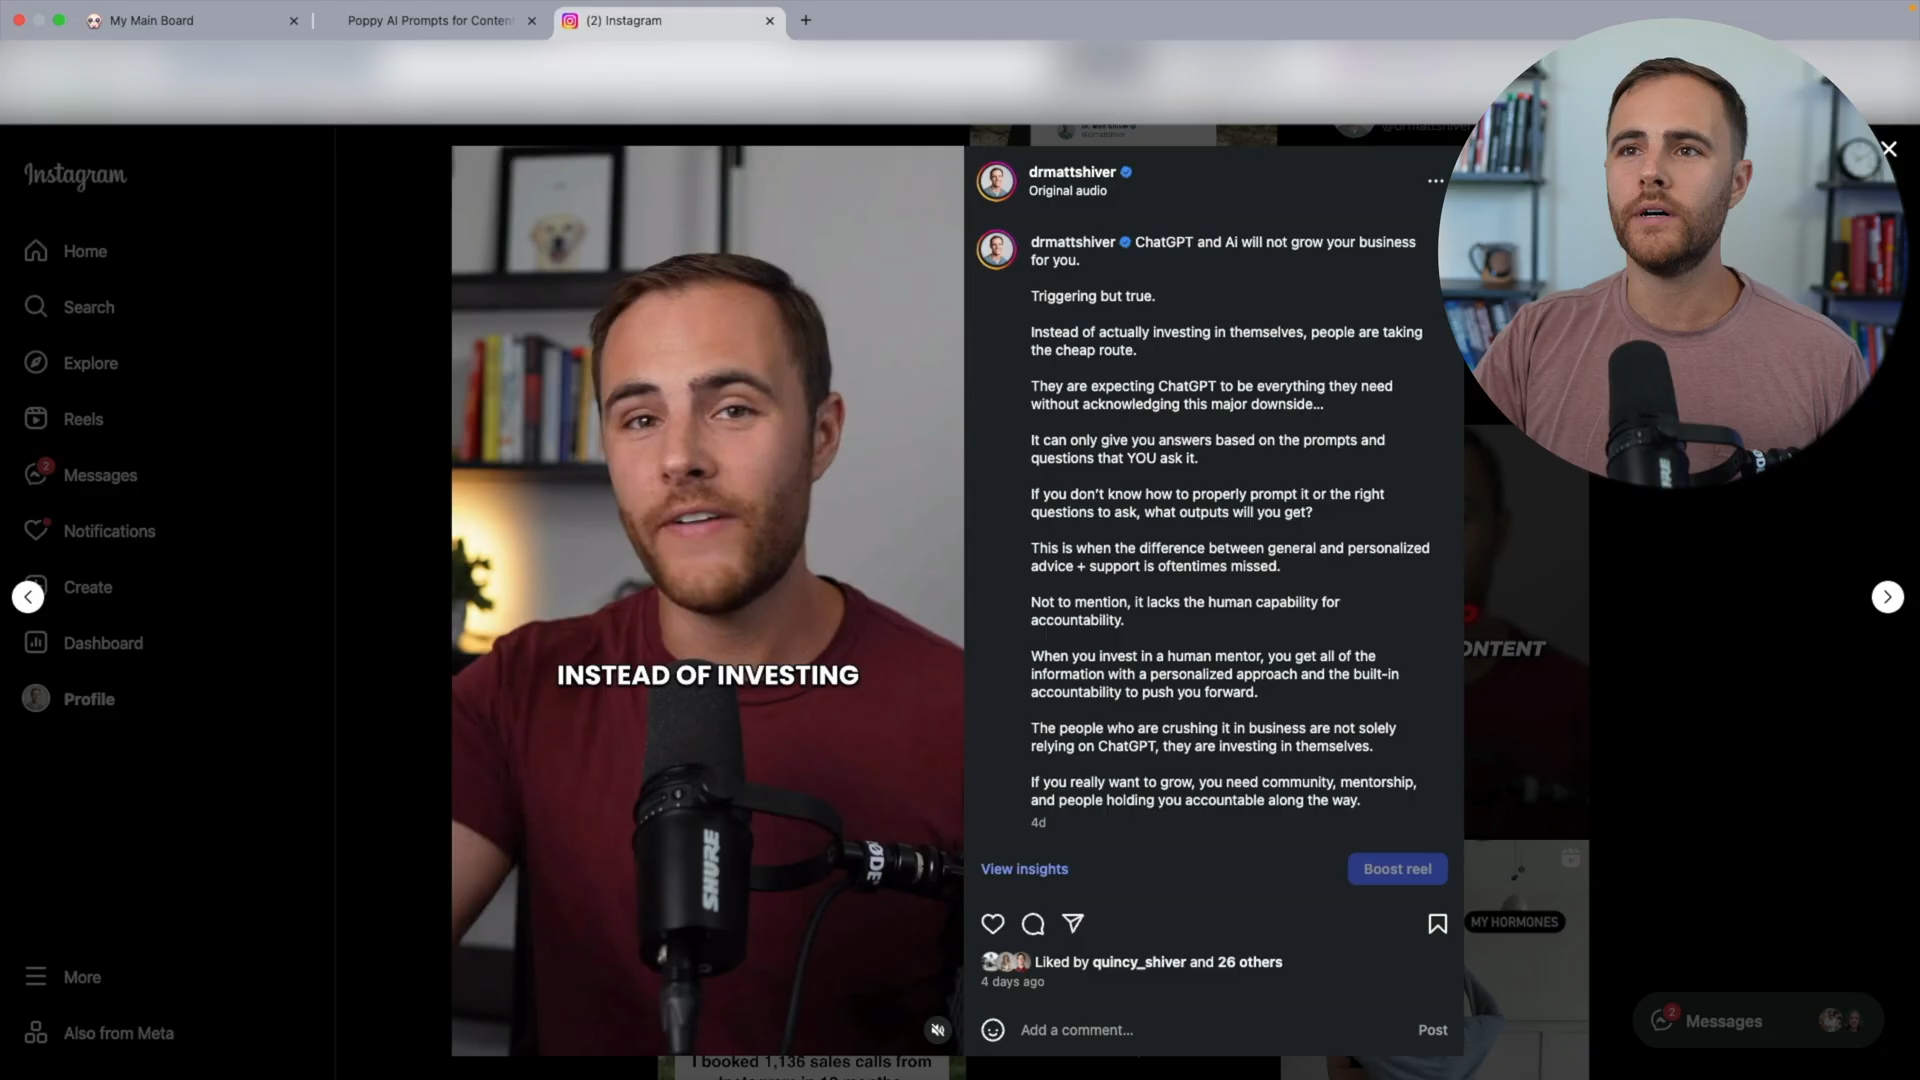 My Main Board
Poppy AI Prompts for Conten
(2) Instagram
Instagram
Home
Search
Explore
Reels
2
Messages
Notifications
Create
Dashboard
Profile
More
Also from Meta
INSTEAD OF INVESTING
SHURE
RØDE
drmattshiver
Original audio
drmattshiver ChatGPT and Ai will not grow your business
for you.
Triggering but true.
Instead of actually investing in themselves, people are taking
the cheap route.
They are expecting ChatGPT to be everything they need
without acknowledging this major downside...
It can only give you answers based on the prompts and
questions that YOU ask it.
If you don't know how to properly prompt it or the right
questions to ask, what outputs will you get?
This is when the difference between general and personalized
advice + support is oftentimes missed.
Not to mention, it lacks the human capability for
accountability.
When you invest in a human mentor, you get all of the
information with a personalized approach and the built-in
accountability to push you forward.
The people who are crushing it in business are not solely
relying on ChatGPT, they are investing in themselves.
If you really want to grow, you need community, mentorship,
and people holding you accountable along the way.
4d
View insights
Boost reel
Liked by quincy_shiver and 26 others
4 days ago
Add a comment...
Post
@drmattshiver
SHURE
ONTENT
MY HORMONES
2
Messages
I booked 1,136 sales calls from